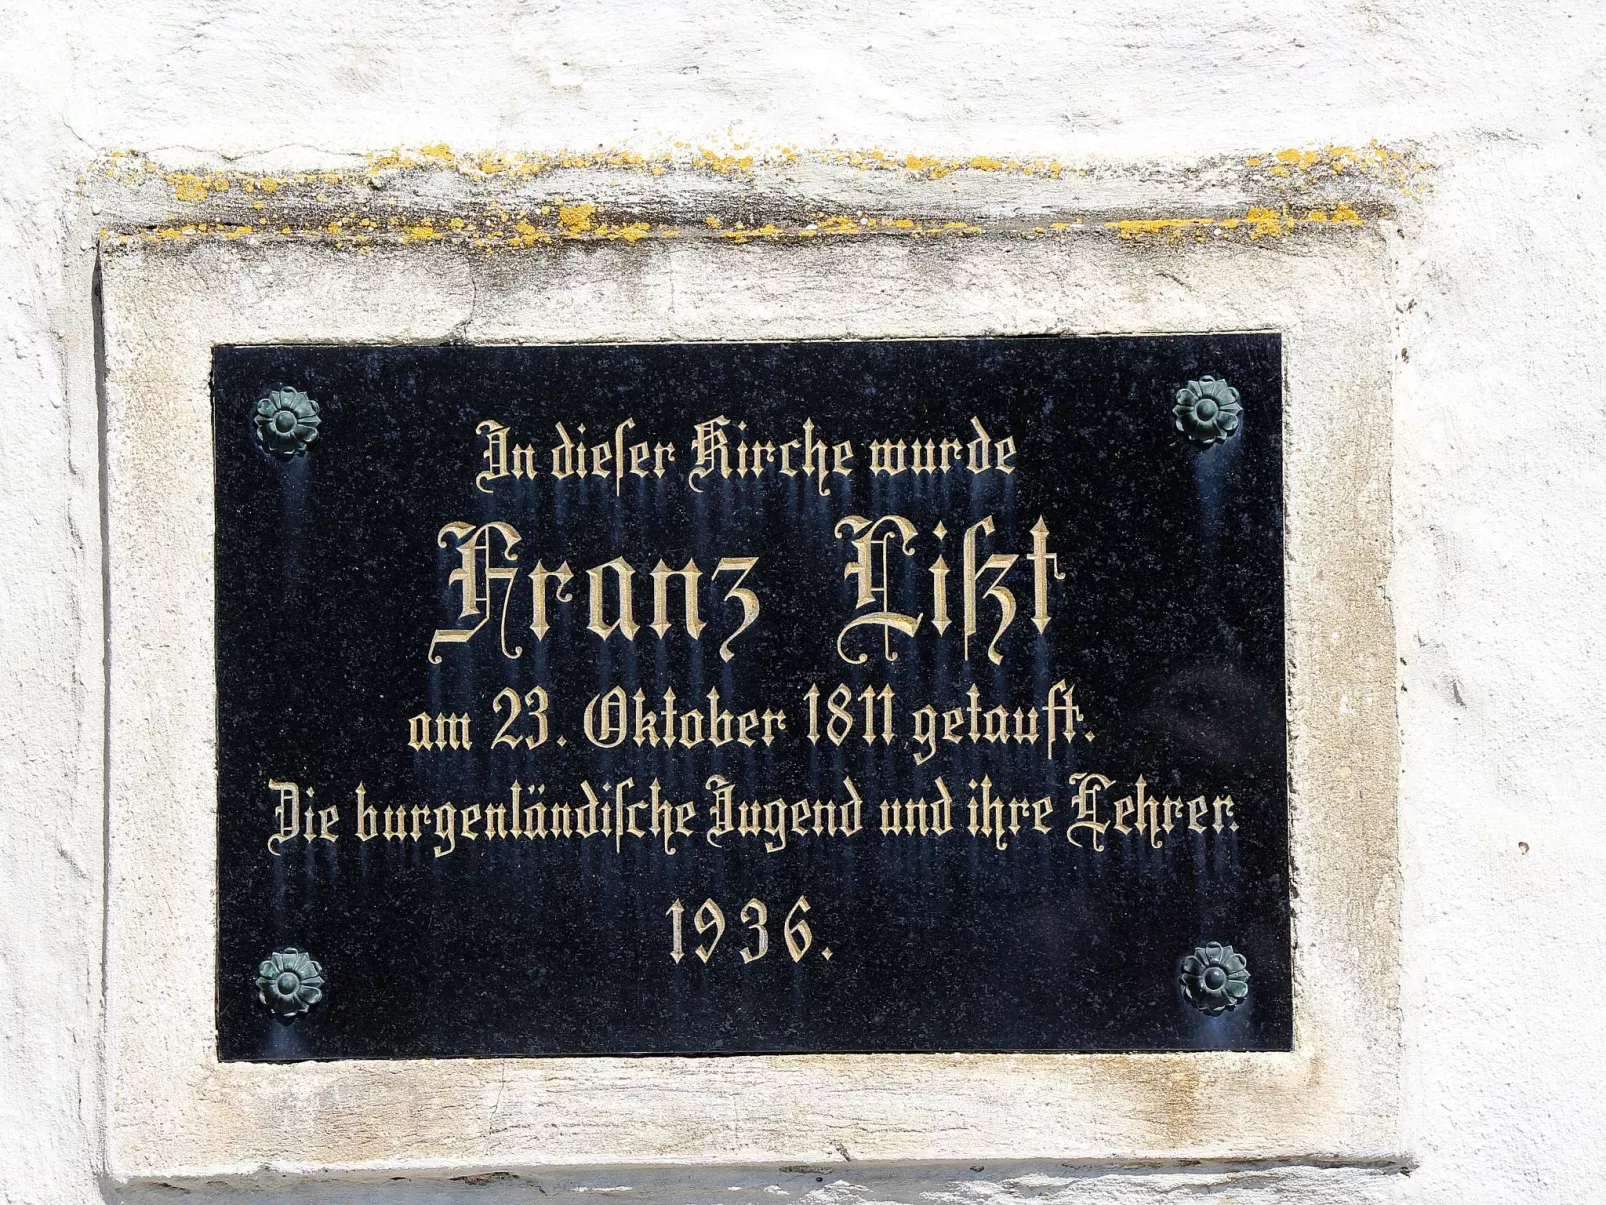 In dieſer Kirche wurde
Franz Liſzt
am 23. Oktober 1811 getauft.
Die burgenländiſche Jugend und ihre Lehrer.
1936.